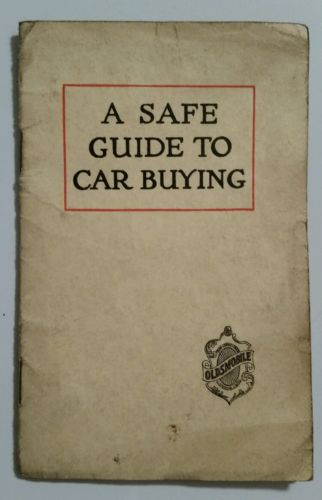 A SAFE
GUIDE TO
CAR BUYING
OLDSMOBILE